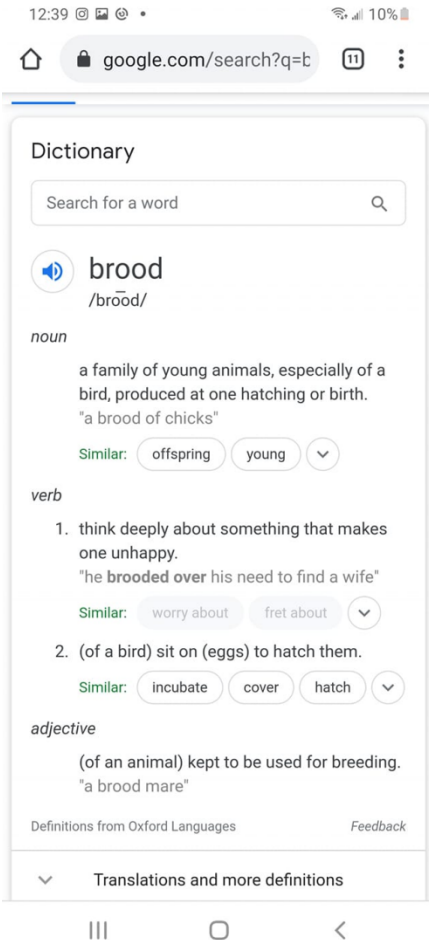 12:39
10%
google.com/search?q=b
11
Dictionary
Search for a word
brood
/bro͞od/
noun
a family of young animals, especially of a
bird, produced at one hatching or birth.
"a brood of chicks"
Similar: offspring young
verb
1. think deeply about something that makes
one unhappy.
"he brooded over his need to find a wife"
Similar: worry about fret about
2. (of a bird) sit on (eggs) to hatch them.
Similar: incubate cover hatch
adjective
(of an animal) kept to be used for breeding.
"a brood mare"
Definitions from Oxford Languages Feedback
Translations and more definitions